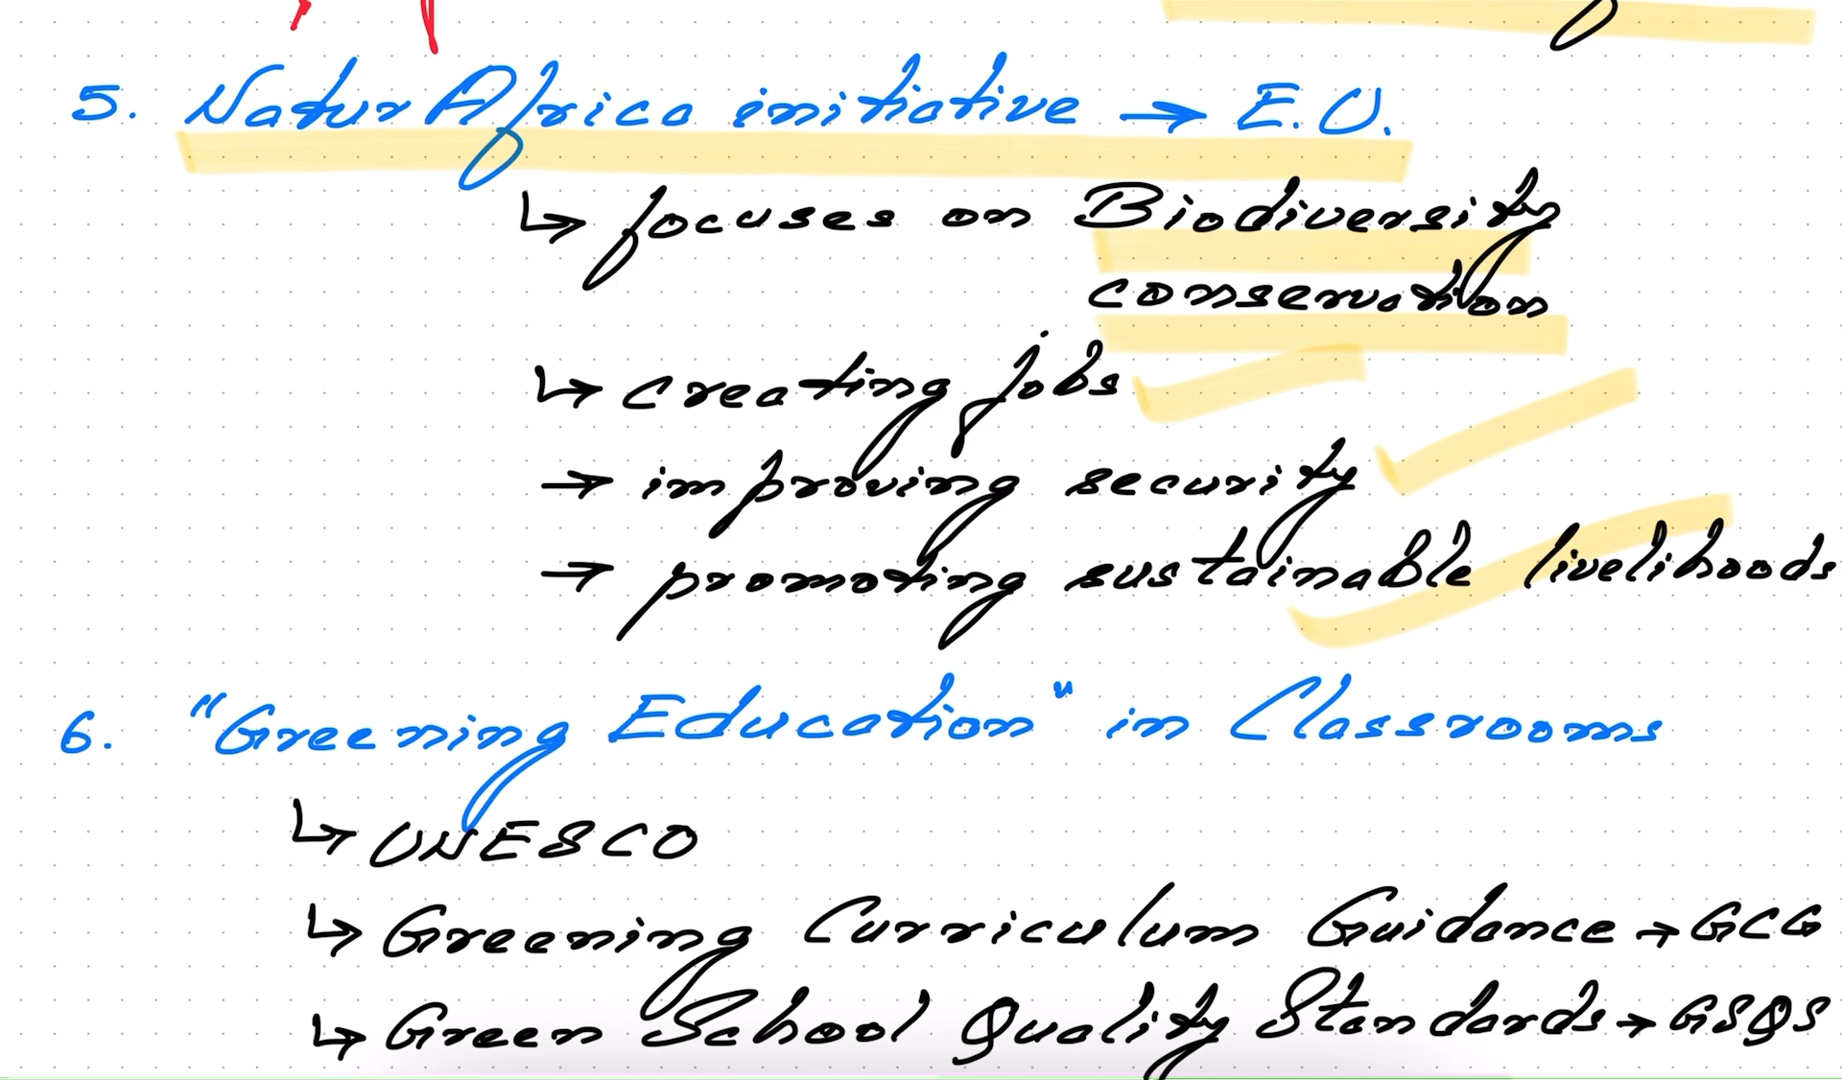 5. NaturAfrica initiative → E.U.
↳ focuses on Biodiversity
conservation
↳ creating jobs
→ improving security
→ promoting sustainable livelihoods
6. "Greening Education" in Classrooms
↳ UNESCO
↳ Greening Curriculum Guidance → GCG
↳ Green School Quality Standards → GSQS